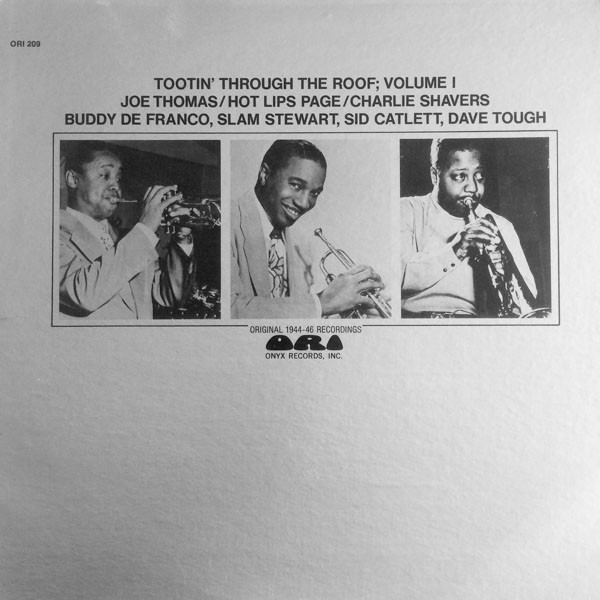 ORI 209
TOOTIN' THROUGH THE ROOF; VOLUME I
JOE THOMAS/HOT LIPS PAGE/CHARLIE SHAVERS
BUDDY DE FRANCO, SLAM STEWART, SID CATLETT, DAVE TOUGH
ORIGINAL 1944-46 RECORDINGS
ORI
ONYX RECORDS, INC.